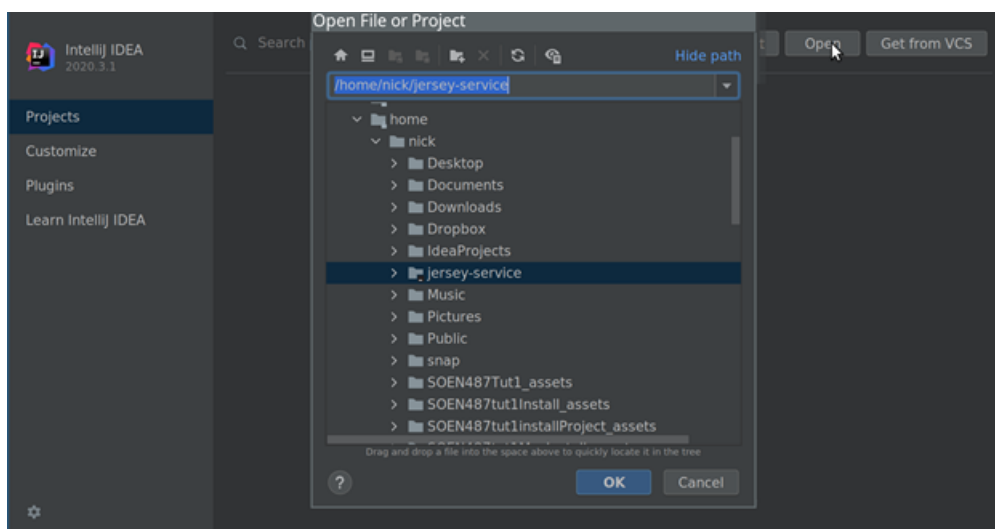 Open File or Project
IntelliJ IDEA
2020.3.1
Search
Open
Get from VCS
Hide path
/home/nick/jersey-service
Projects
Customize
Plugins
Learn IntelliJ IDEA
home
nick
Desktop
Documents
Downloads
Dropbox
IdeaProjects
jersey-service
Music
Pictures
Public
snap
SOEN487Tut1_assets
SOEN487tut1Install_assets
SOEN487tut1installProject_assets
Drag and drop a file into the space above to quickly locate it in the tree
?
OK
Cancel